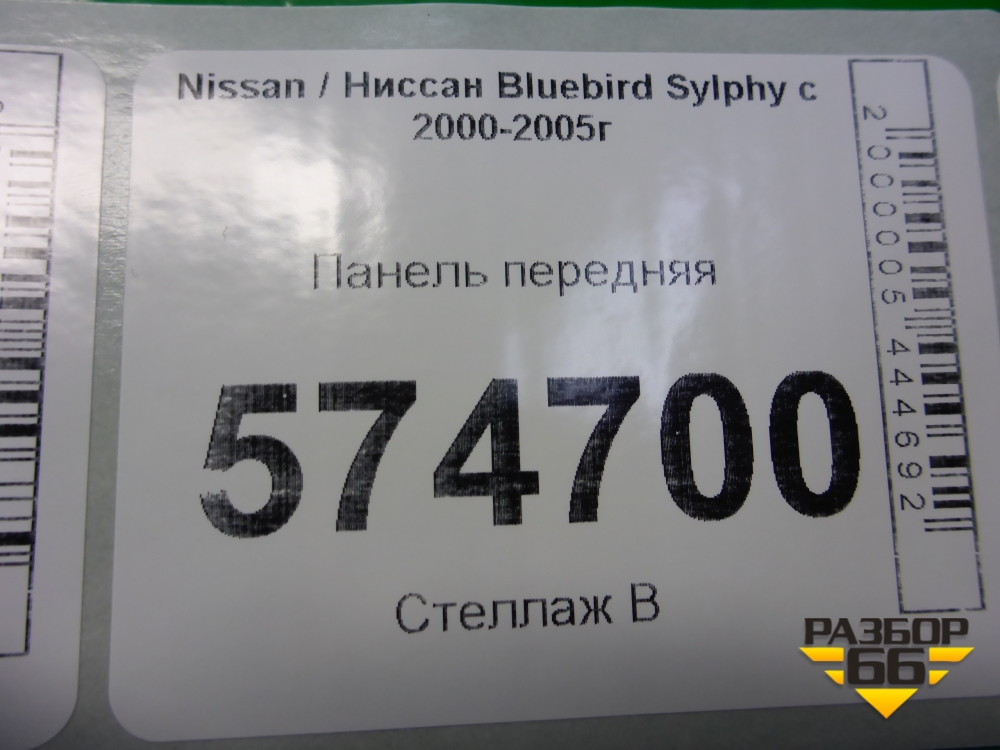 Nissan / Ниссан Bluebird Sylphy с
2000-2005г
Панель передняя
574700
Стеллаж В
2000005444692
РАЗБОР
66